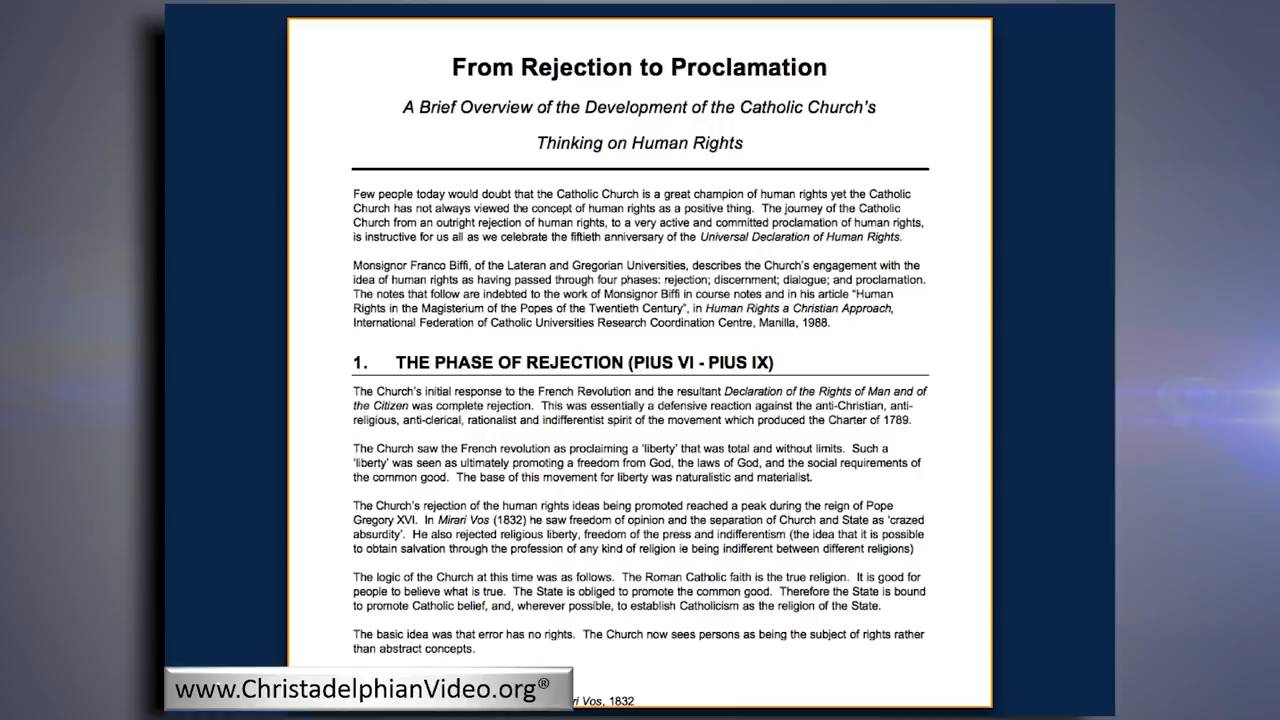 From Rejection to Proclamation
A Brief Overview of the Development of the Catholic Church's
Thinking on Human Rights
Few people today would doubt that the Catholic Church is a great champion of human rights yet the Catholic
Church has not always viewed the concept of human rights as a positive thing. The journey of the Catholic
Church from an outright rejection of human rights, to a very active and committed proclamation of human rights,
is instructive for us all as we celebrate the fiftieth anniversary of the Universal Declaration of Human Rights.
Monsignor Franco Biffi, of the Lateran and Gregorian Universities, describes the Church's engagement with the
idea of human rights as having passed through four phases: rejection; discernment; dialogue; and proclamation.
The notes that follow are indebted to the work of Monsignor Biffi in course notes and in his article "Human
Rights in the Magisterium of the Popes of the Twentieth Century", in Human Rights a Christian Approach,
International Federation of Catholic Universities Research Coordination Centre, Manilla, 1988.
1. THE PHASE OF REJECTION (PIUS VI - PIUS IX)
The Church's initial response to the French Revolution and the resultant Declaration of the Rights of Man and of
the Citizen was complete rejection. This was essentially a defensive reaction against the anti-Christian, anti-
religious, anti-clerical, rationalist and indifferentist spirit of the movement which produced the Charter of 1789.
The Church saw the French revolution as proclaiming a 'liberty' that was total and without limits. Such a
'liberty' was seen as ultimately promoting a freedom from God, the laws of God, and the social requirements of
the common good. The base of this movement for liberty was naturalistic and materialist.
The Church's rejection of the human rights ideas being promoted reached a peak during the reign of Pope
Gregory XVI. In Mirari Vos (1832) he saw freedom of opinion and the separation of Church and State as 'crazed
absurdity'. He also rejected religious liberty, freedom of the press and indifferentism (the idea that it is possible
to obtain salvation through the profession of any kind of religion ie being indifferent between different religions)
The logic of the Church at this time was as follows. The Roman Catholic faith is the true religion. It is good for
people to believe what is true. The State is obliged to promote the common good. Therefore the State is bound
to promote Catholic belief, and, wherever possible, to establish Catholicism as the religion of the State.
The basic idea was that error has no rights. The Church now sees persons as being the subject of rights rather
than abstract concepts.
www.ChristadelphianVideo.org®
Vos, 1832